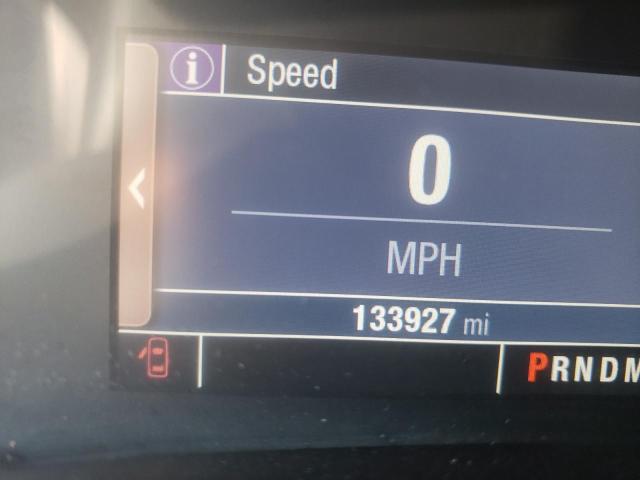 i Speed
0
MPH
133927 mi
PRNDM